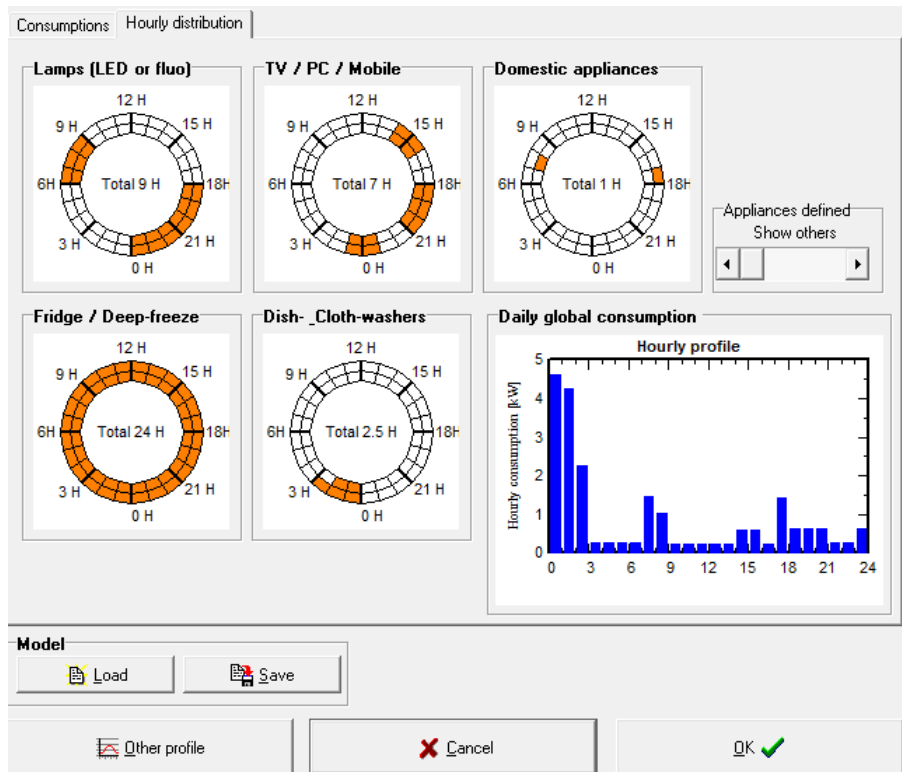 Consumptions
Hourly distribution
Lamps (LED or fluo)
12 H
9 H
15 H
6H
Total 9 H
18H
3 H
21 H
0 H
TV / PC / Mobile
12 H
9 H
15 H
6H
Total 7 H
18H
3 H
21 H
0 H
Domestic appliances
12 H
9 H
15 H
6H
Total 1 H
18H
3 H
21 H
0 H
Appliances defined
Show others
Fridge / Deep-freeze
12 H
9 H
15 H
6H
Total 24 H
18H
3 H
21 H
0 H
Dish- _Cloth-washers
12 H
9 H
15 H
6H
Total 2.5 H
18H
3 H
21 H
0 H
Daily global consumption
Hourly profile
Hourly consumption [kW]
5
4
3
2
1
0
0 3 6 9 12 15 18 21 24
Model
Load
Save
Other profile
Cancel
OK